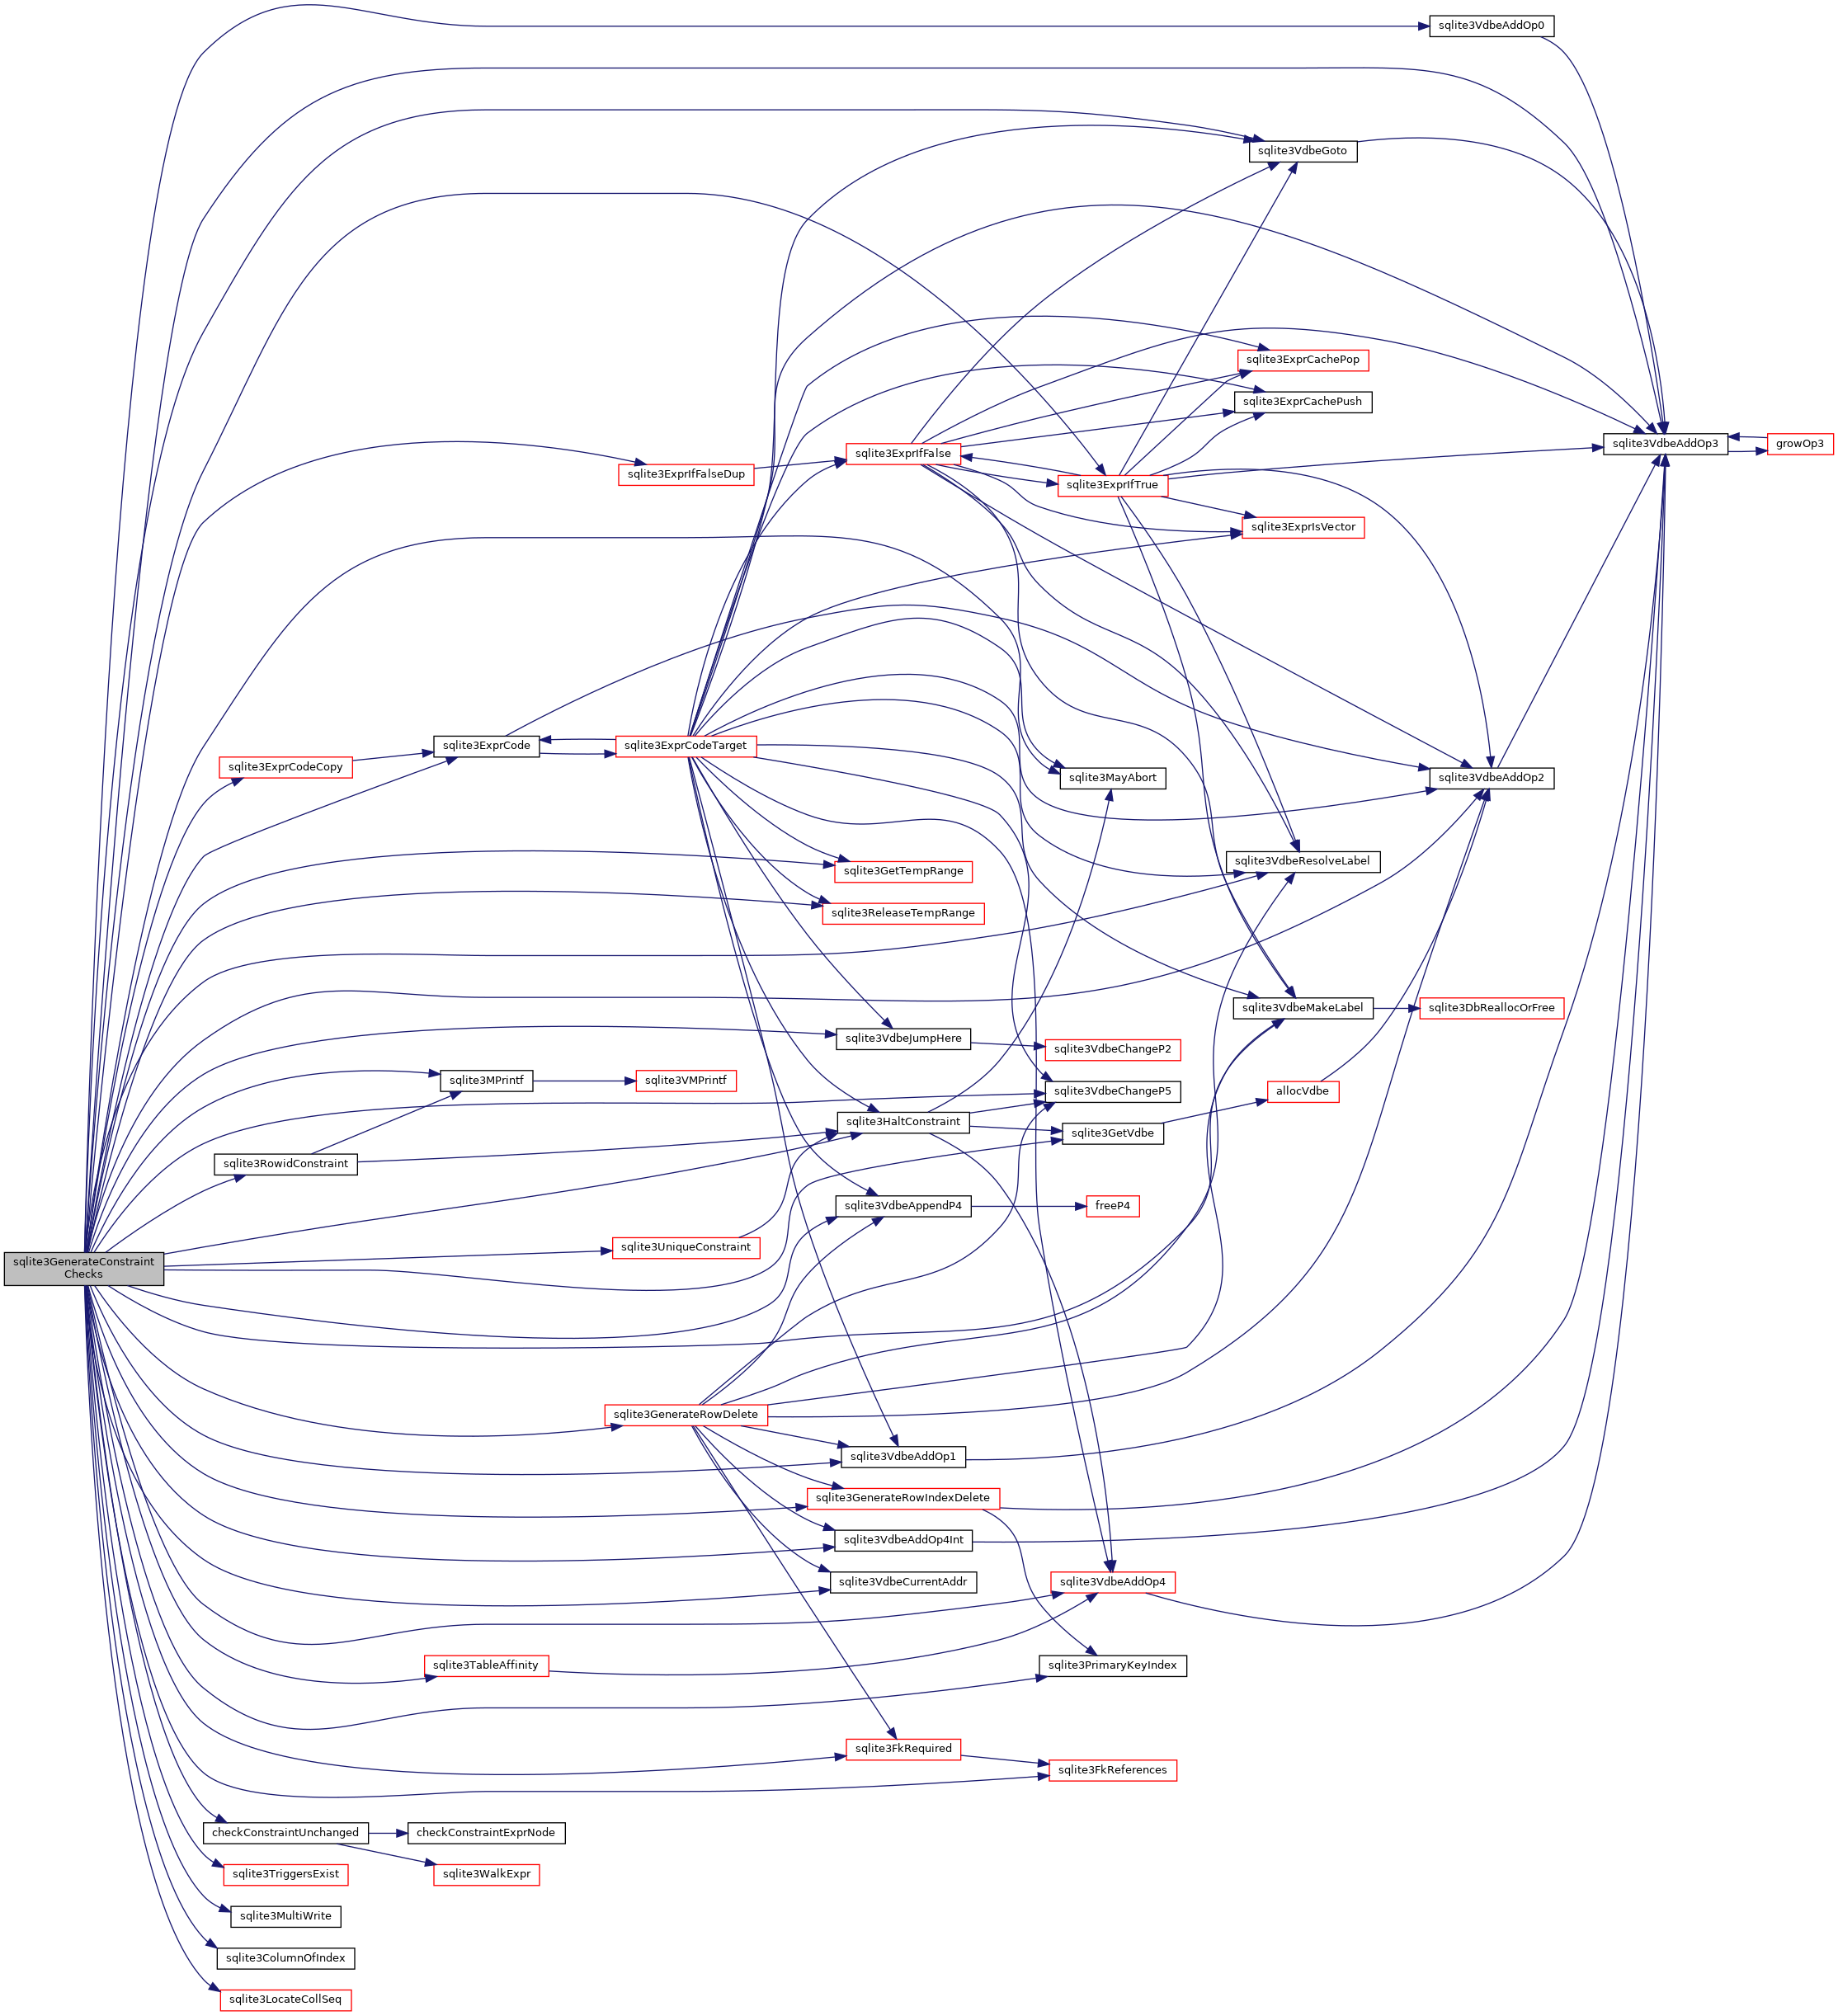 sqlite3VdbeAddOp0
sqlite3VdbeGoto
sqlite3ExprCachePop
sqlite3ExprCachePush
sqlite3VdbeAddOp3
growOp3
sqlite3ExprIfFalse
sqlite3ExprIfFalseDup
sqlite3ExprIfTrue
sqlite3ExprIsVector
sqlite3ExprCode
sqlite3ExprCodeTarget
sqlite3ExprCodeCopy
sqlite3MayAbort
sqlite3VdbeAddOp2
sqlite3VdbeResolveLabel
sqlite3GetTempRange
sqlite3ReleaseTempRange
sqlite3VdbeMakeLabel
sqlite3DbReallocOrFree
sqlite3VdbeJumpHere
sqlite3VdbeChangeP2
sqlite3MPrintf
sqlite3VMPrintf
sqlite3VdbeChangeP5
allocVdbe
sqlite3HaltConstraint
sqlite3GetVdbe
sqlite3RowidConstraint
sqlite3VdbeAppendP4
freeP4
sqlite3UniqueConstraint
sqlite3GenerateConstraint
Checks
sqlite3GenerateRowDelete
sqlite3VdbeAddOp1
sqlite3GenerateRowIndexDelete
sqlite3VdbeAddOp4Int
sqlite3VdbeCurrentAddr
sqlite3VdbeAddOp4
sqlite3TableAffinity
sqlite3PrimaryKeyIndex
sqlite3FkRequired
sqlite3FkReferences
checkConstraintUnchanged
checkConstraintExprNode
sqlite3TriggersExist
sqlite3WalkExpr
sqlite3MultiWrite
sqlite3ColumnOfIndex
sqlite3LocateCollSeq